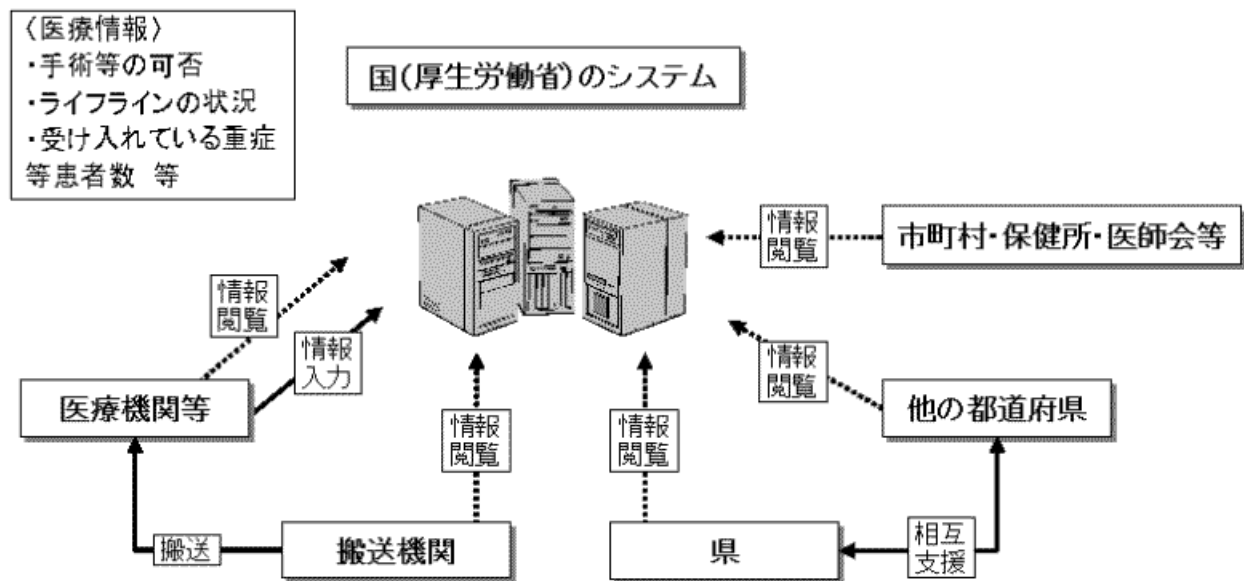 〈医療情報〉
・手術等の可否
・ライフラインの状況
・受け入れている重症
等患者数 等
国(厚生労働省)のシステム
情報
閲覧
市町村・保健所・医師会等
情報
閲覧
情報
入力
情報
閲覧
医療機関等
他の都道府県
情報
閲覧
情報
閲覧
搬送
搬送機関
県
相互
支援